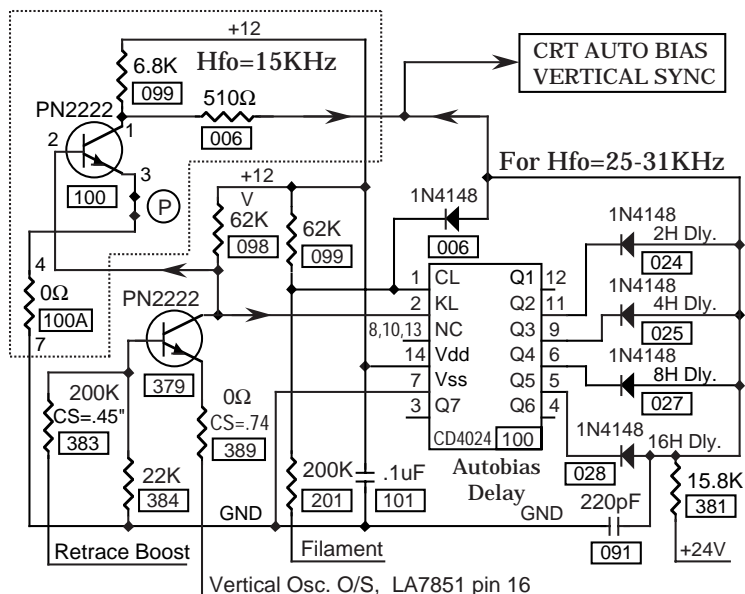 +12
CRT AUTO BIAS
VERTICAL SYNC
6.8K
099
Hfo=15KHz
510Ω
006
PN2222
1
2
3
100
P
+12
V
For Hfo=25-31KHz
62K
098
62K
099
1N4148
006
1N4148
2H Dly.
024
4
0Ω
100A
7
PN2222
379
1 CL Q1 12
2 KL Q2 11
8,10,13 NC Q3 9
14 Vdd Q4 6
7 Vss Q5 5
3 Q7 Q6 4
CD4024 100
Autobias
Delay
1N4148
4H Dly.
025
1N4148
8H Dly.
027
1N4148
16H Dly.
028
200K
CS=.45"
383
0Ω
CS=.74
389
22K
384
200K
201
.1uF
101
220pF
091
15.8K
381
GND
GND
+24V
Retrace Boost
Filament
Vertical Osc. O/S, LA7851 pin 16